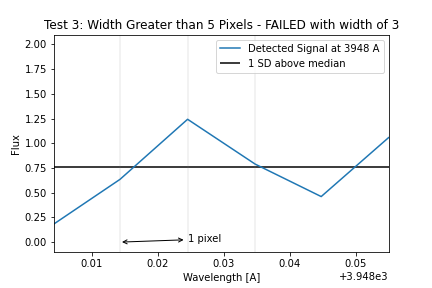 Test 3: Width Greater than 5 Pixels - FAILED with width of 3
Detected Signal at 3948 A
1 SD above median
Flux
2.00
1.75
1.50
1.25
1.00
0.75
0.50
0.25
0.00
1 pixel
0.01
0.02
0.03
0.04
0.05
Wavelength [A]
+3.948e3